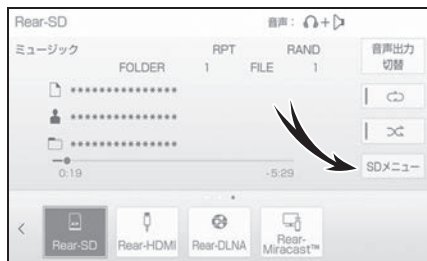 Rear-SD
音声：
ミュージック
RPT
RAND
音声出力
切替
FOLDER
1
FILE
1
0:19
-5:29
SDメニュー
Rear-SD
Rear-HDMI
Rear-DLNA
Rear-
Miracast™